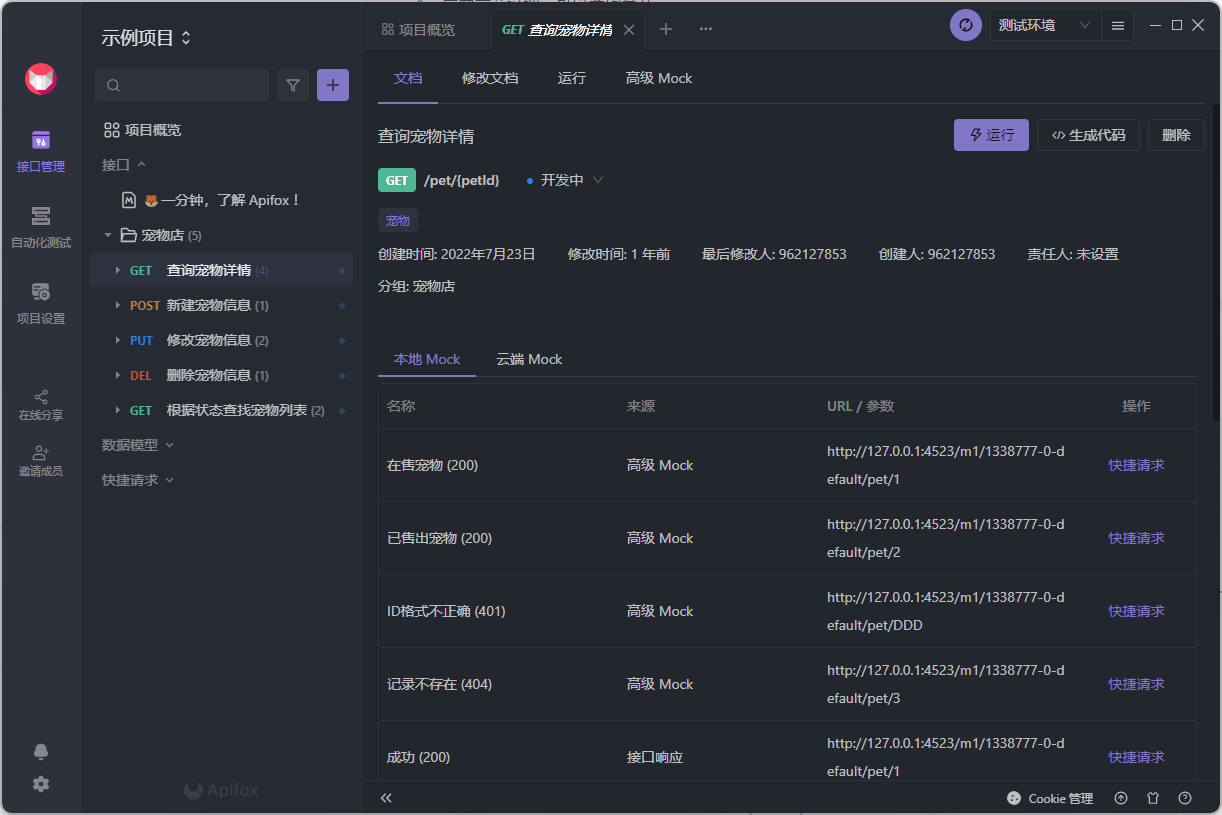 示例项目
项目概览
GET 查询宠物详情
测试环境
接口管理
自动化测试
项目设置
在线分享
邀请成员
项目概览
接口
一分钟，了解 Apifox！
宠物店 (5)
GET 查询宠物详情 (4)
POST 新建宠物信息 (1)
PUT 修改宠物信息 (2)
DEL 删除宠物信息 (1)
GET 根据状态查找宠物列表 (2)
数据模型
快捷请求
Apifox
文档 修改文档 运行 高级 Mock
查询宠物详情
运行 生成代码 删除
GET /pet/{petId} 开发中
宠物
创建时间: 2022年7月23日 修改时间: 1 年前 最后修改人: 962127853 创建人: 962127853 责任人: 未设置
分组: 宠物店
本地 Mock 云端 Mock
名称 来源 URL / 参数 操作
在售宠物 (200) 高级 Mock http://127.0.0.1:4523/m1/1338777-0-d 快捷请求
efault/pet/1
已售出宠物 (200) 高级 Mock http://127.0.0.1:4523/m1/1338777-0-d 快捷请求
efault/pet/2
ID格式不正确 (401) 高级 Mock http://127.0.0.1:4523/m1/1338777-0-d 快捷请求
efault/pet/DDD
记录不存在 (404) 高级 Mock http://127.0.0.1:4523/m1/1338777-0-d 快捷请求
efault/pet/3
成功 (200) 接口响应 http://127.0.0.1:4523/m1/1338777-0-d 快捷请求
efault/pet/1
Cookie 管理